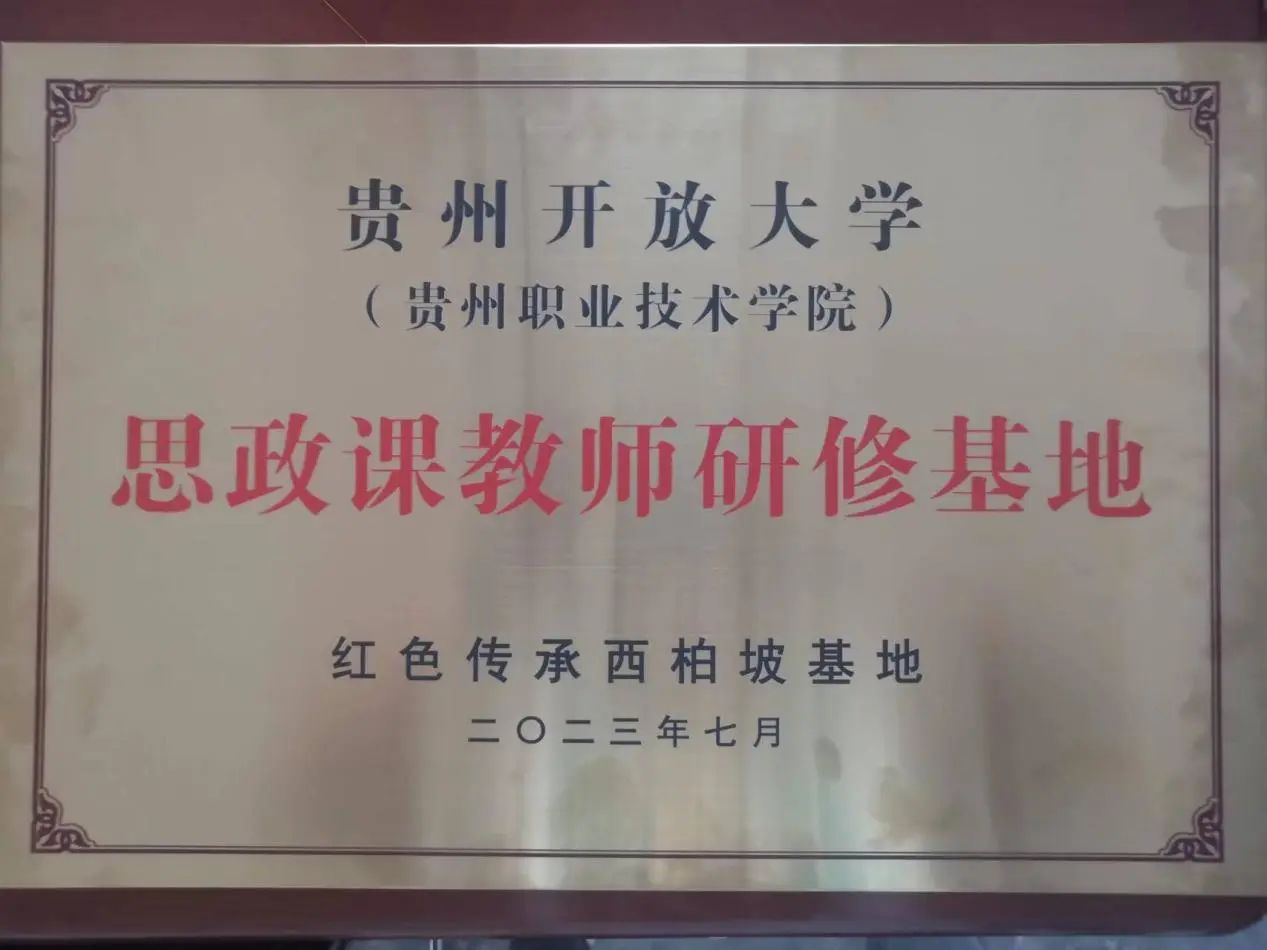 贵州开放大学
（贵州职业技术学院）
思政课教师研修基地
红色传承西柏坡基地
二〇二三年七月